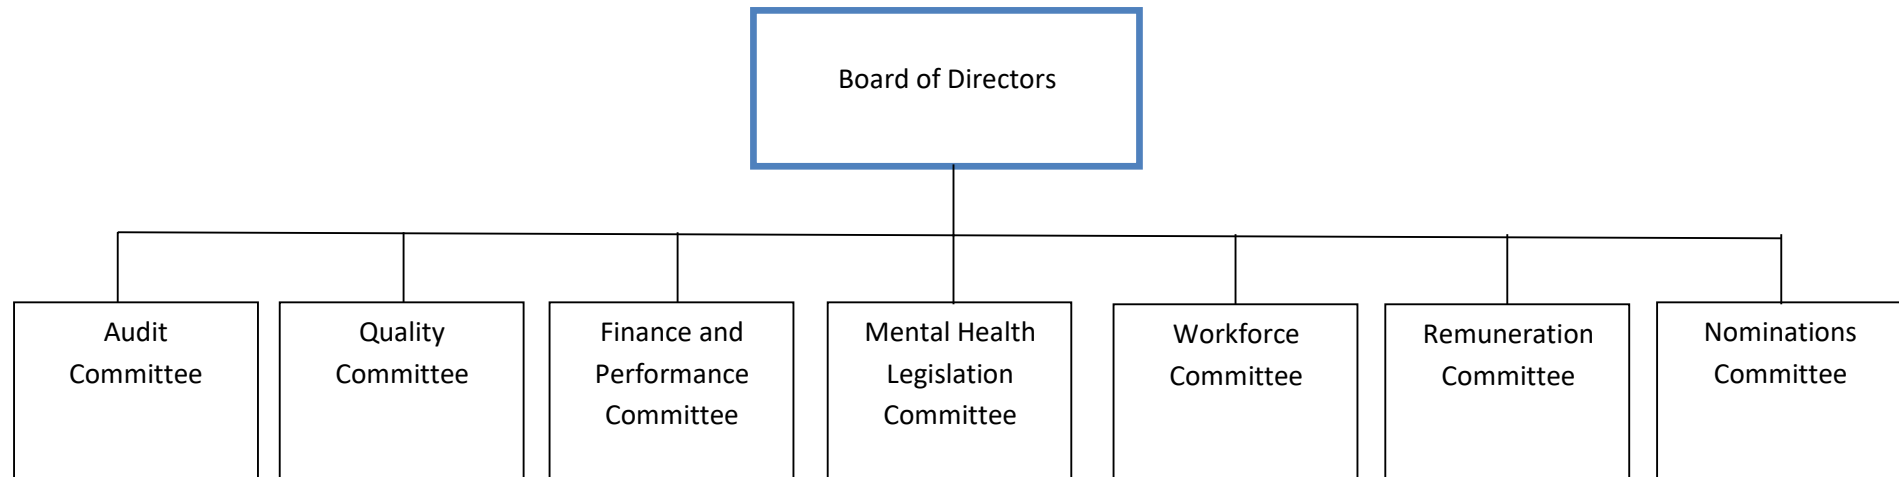 Board of Directors
Audit
Committee
Quality
Committee
Finance and
Performance
Committee
Mental Health
Legislation
Committee
Workforce
Committee
Remuneration
Committee
Nominations
Committee